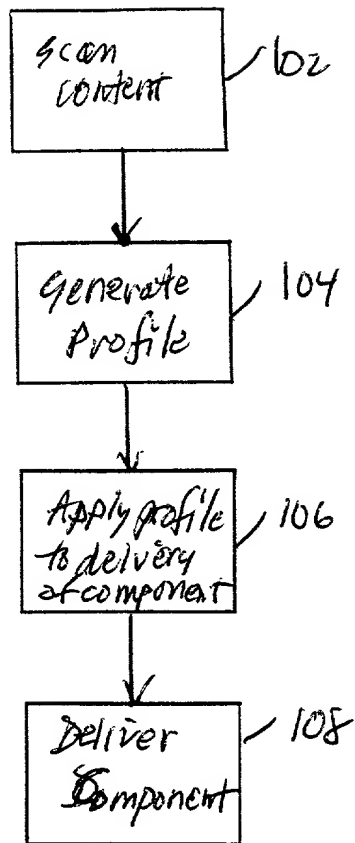 Scan
content
102
Generate
Profile
104
Apply profile
to delivery
of component
106
Deliver
Component
108